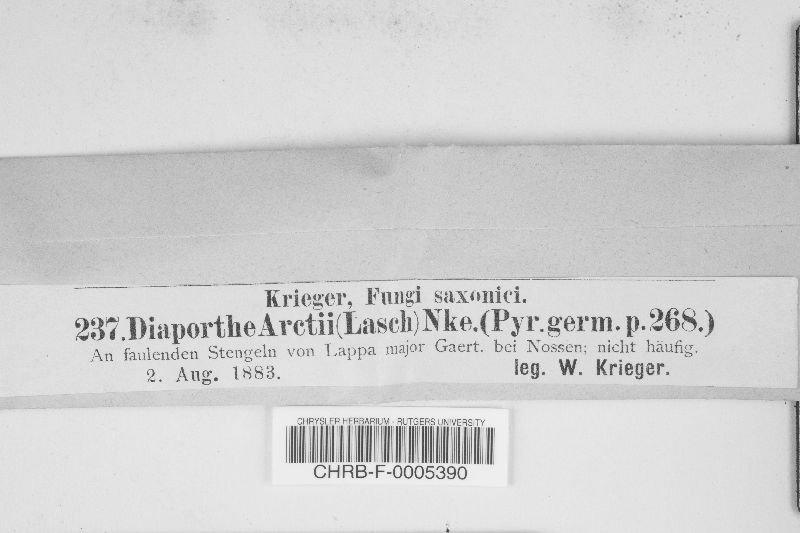 Krieger, Fungi saxonici.
237. Diaporthe Arctii (Lasch) Nke. (Pyr. germ. p. 268.)
An faulenden Stengeln von Lappa major Gaert. bei Nossen; nicht häufig.
2. Aug. 1883. leg. W. Krieger.
CHRYSLER HERBARIUM - RUTGERS UNIVERSITY
CHRB-F-0005390